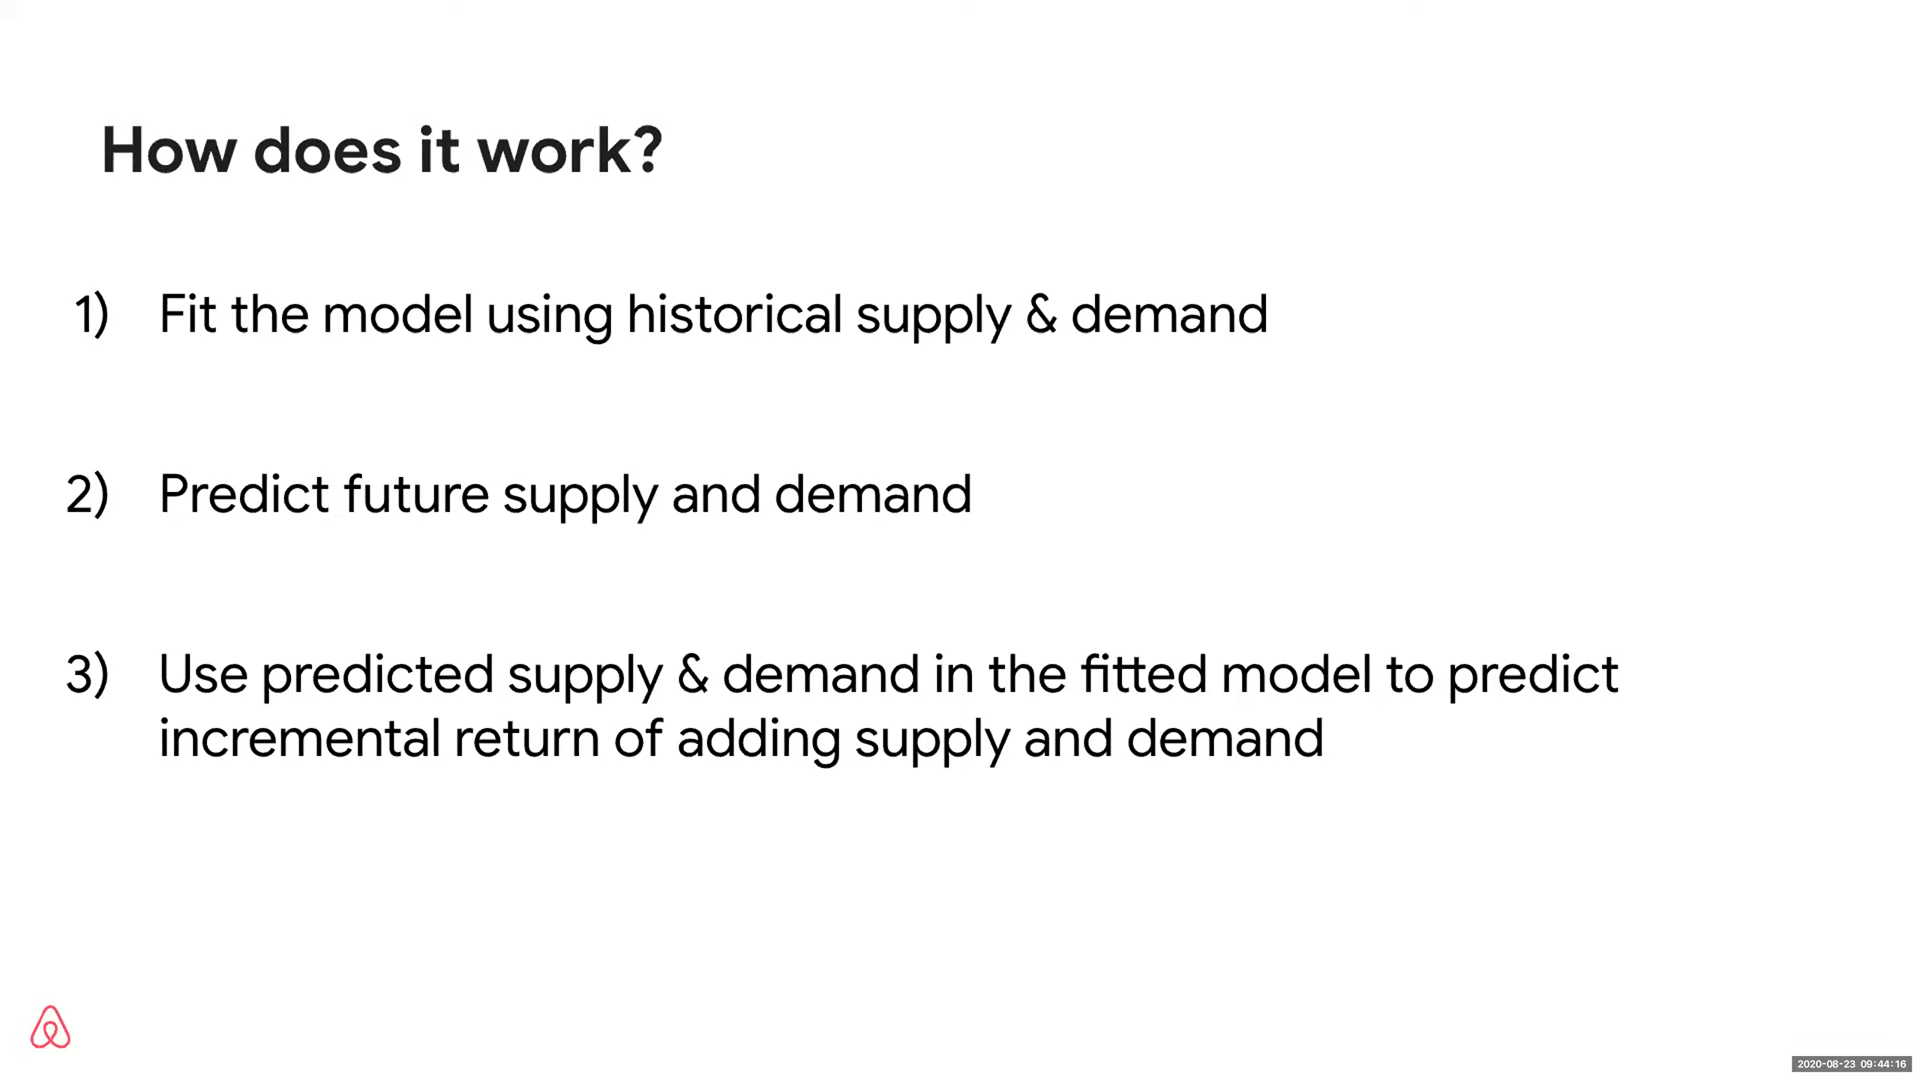 How does it work?
1) Fit the model using historical supply & demand
2) Predict future supply and demand
3) Use predicted supply & demand in the fitted model to predict
incremental return of adding supply and demand
2020-08-23 09:44:16